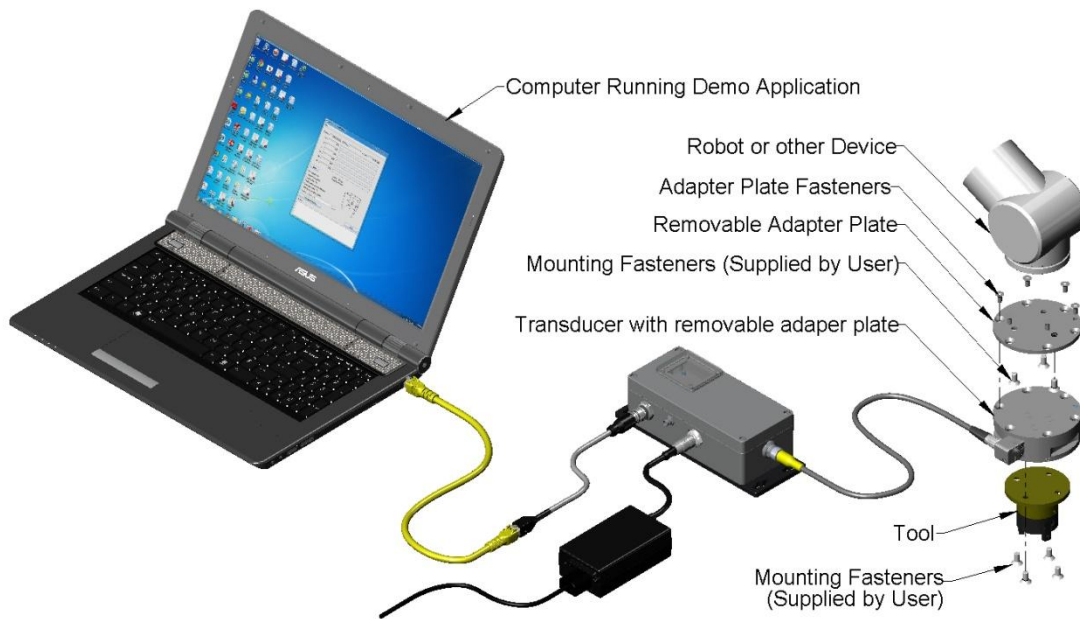 Computer Running Demo Application
Robot or other Device
Adapter Plate Fasteners
Removable Adapter Plate
Mounting Fasteners (Supplied by User)
Transducer with removable adaper plate
ASUS
Tool
Mounting Fasteners
(Supplied by User)